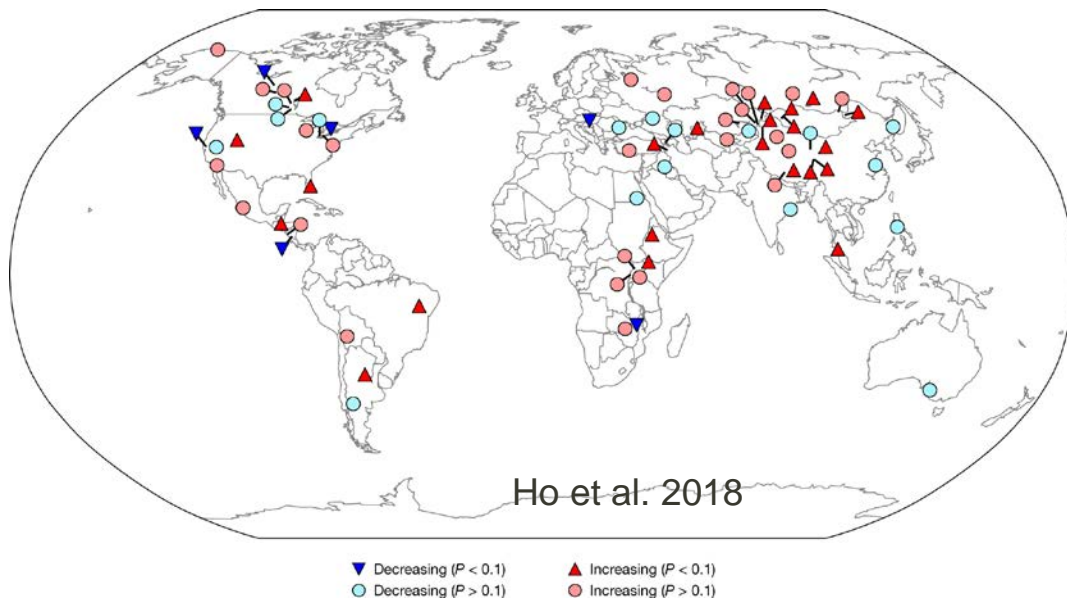 Ho et al. 2018
Decreasing (P < 0.1) Increasing (P < 0.1)
Decreasing (P > 0.1) Increasing (P > 0.1)